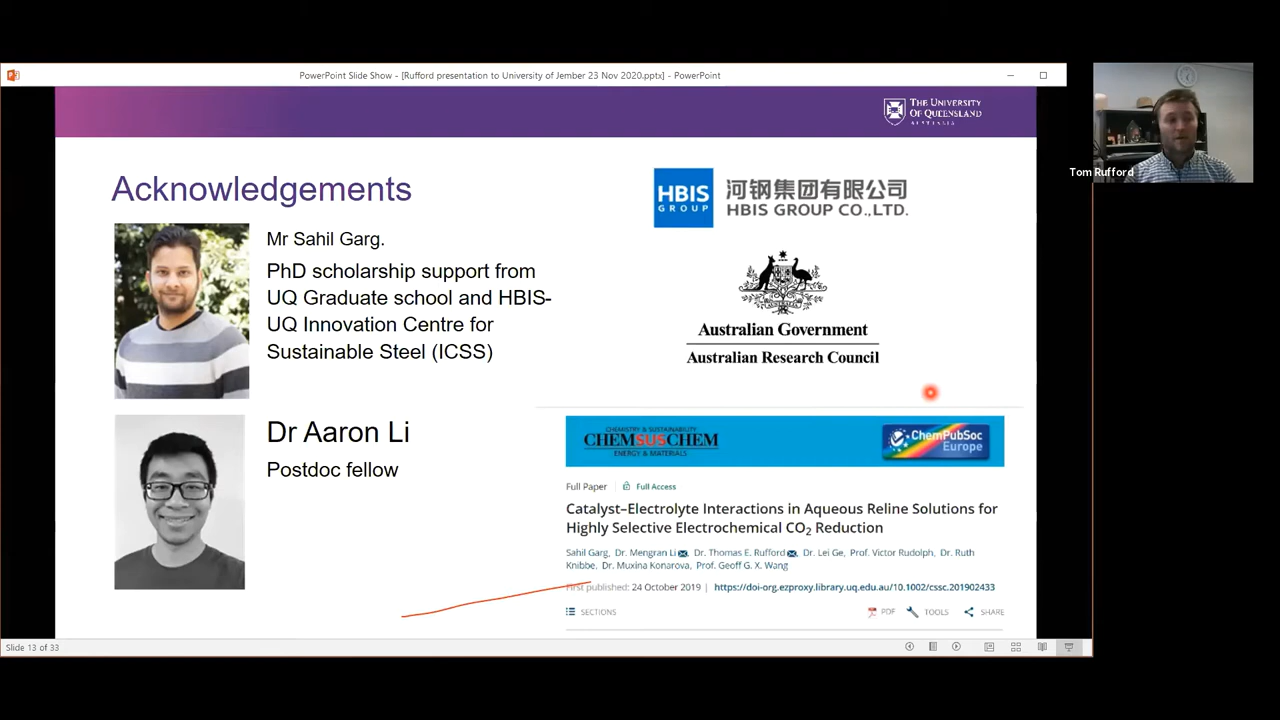 PowerPoint Slide Show - [Rufford presentation to University of Jember 23 Nov 2020.pptx] - PowerPoint
THE UNIVERSITY
OF QUEENSLAND
AUSTRALIA
Tom Rufford
Acknowledgements
HBIS
GROUP
河钢集团有限公司
HBIS GROUP CO.,LTD.
Mr Sahil Garg.
PhD scholarship support from
UQ Graduate school and HBIS-
UQ Innovation Centre for
Sustainable Steel (ICSS)
Australian Government
Australian Research Council
Dr Aaron Li
Postdoc fellow
CHEMISTRY & SUSTAINABILITY
CHEMSUSCHEM
ENERGY & MATERIALS
ChemPubSoc
Europe
Full Paper Full Access
Catalyst–Electrolyte Interactions in Aqueous Reline Solutions for
Highly Selective Electrochemical CO2 Reduction
Sahil Garg, Dr. Mengran Li, Dr. Thomas E. Rufford, Dr. Lei Ge, Prof. Victor Rudolph, Dr. Ruth
Knibbe, Dr. Muxina Konarova, Prof. Geoff G. X. Wang
First published: 24 October 2019 | https://doi-org.ezproxy.library.uq.edu.au/10.1002/cssc.201902433
SECTIONS PDF TOOLS SHARE
Slide 13 of 33